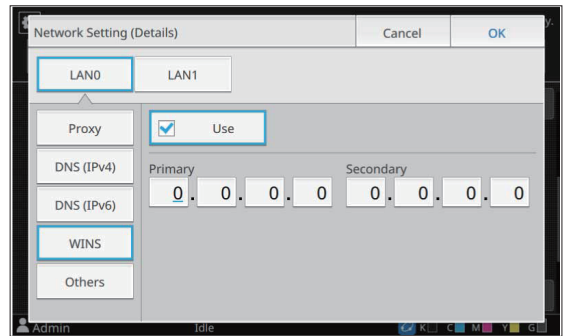 Network Setting (Details)
Cancel
OK
y.
LAN0
LAN1
Proxy
DNS (IPv4)
DNS (IPv6)
WINS
Others
Use
Primary
Secondary
0 . 0 . 0 . 0
0 . 0 . 0 . 0
Admin
Idle
K C M Y G